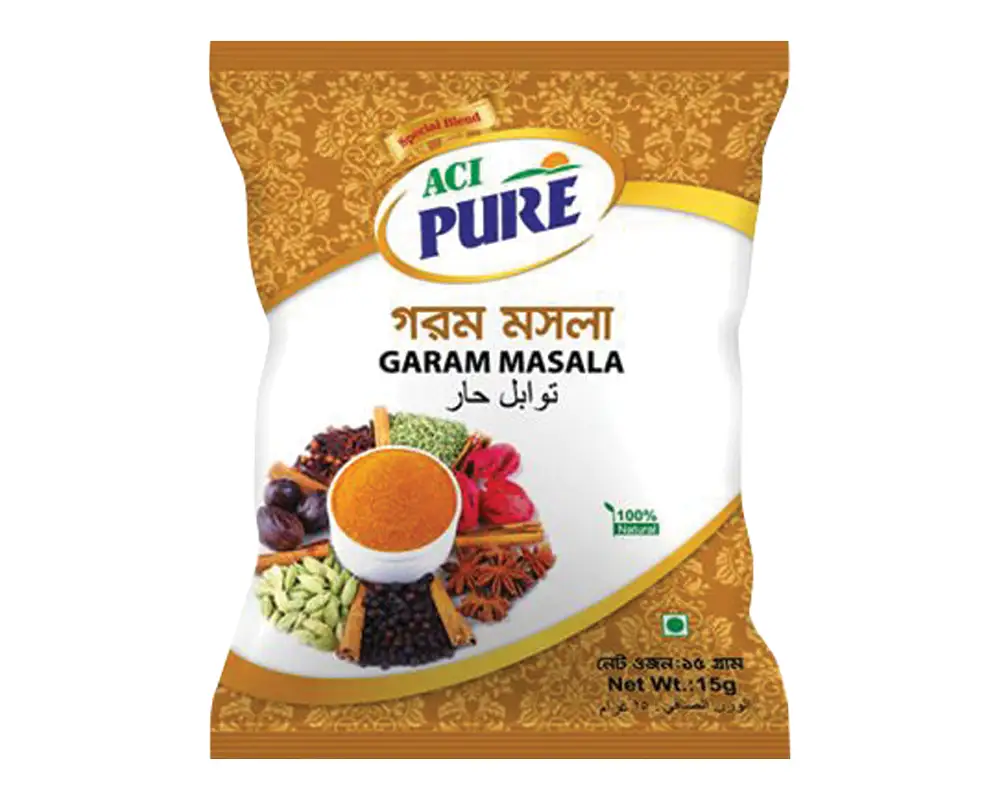 Special Blend
ACI
PURE
গরম মসলা
GARAM MASALA
توابل حار
100%
Natural
নেট ওজন:১৫ গ্রাম
Net Wt.:15g
الوزن الصافي . ١٥ غرام